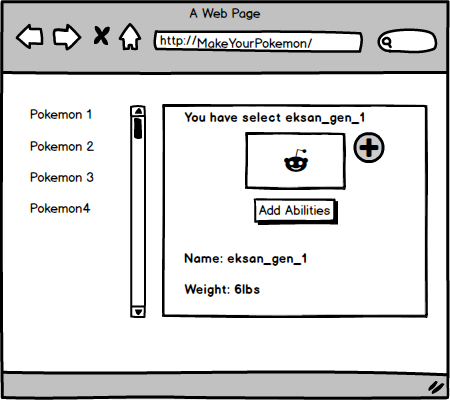 A Web Page
http://MakeYourPokemon/
Pokemon 1
Pokemon 2
Pokemon 3
Pokemon4
You have select eksan_gen_1
Add Abilities
Name: eksan_gen_1
Weight: 6lbs